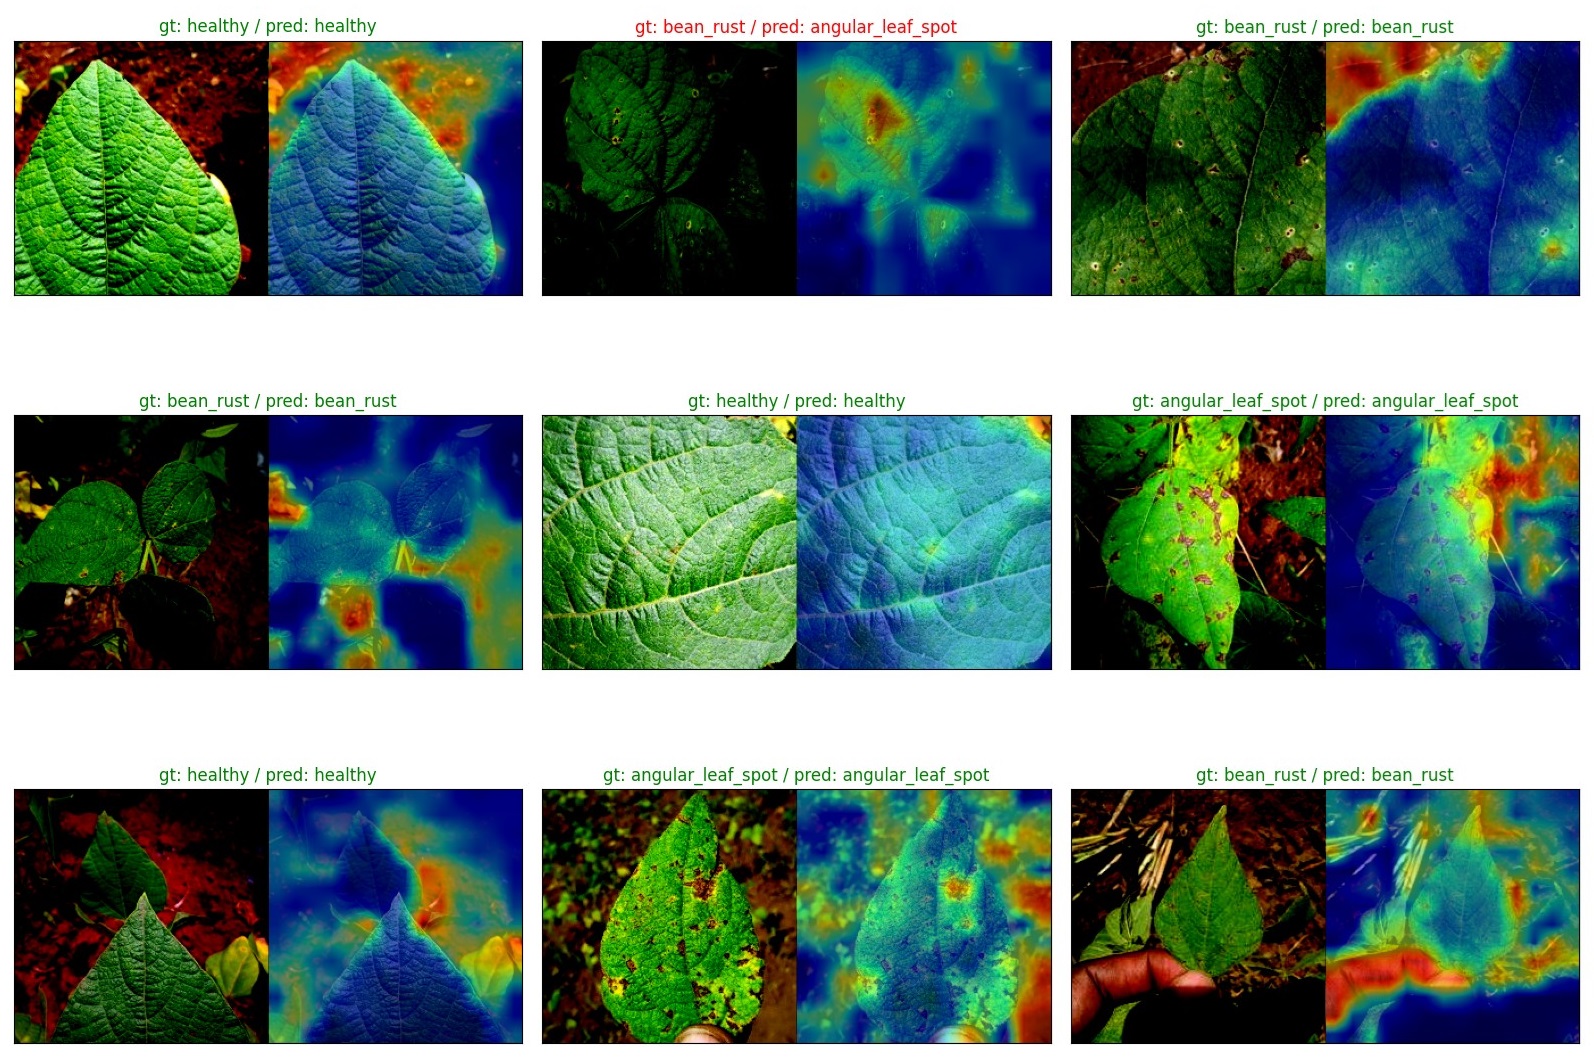 gt: healthy / pred: healthy
gt: bean_rust / pred: angular_leaf_spot
gt: bean_rust / pred: bean_rust
gt: bean_rust / pred: bean_rust
gt: healthy / pred: healthy
gt: angular_leaf_spot / pred: angular_leaf_spot
gt: healthy / pred: healthy
gt: angular_leaf_spot / pred: angular_leaf_spot
gt: bean_rust / pred: bean_rust